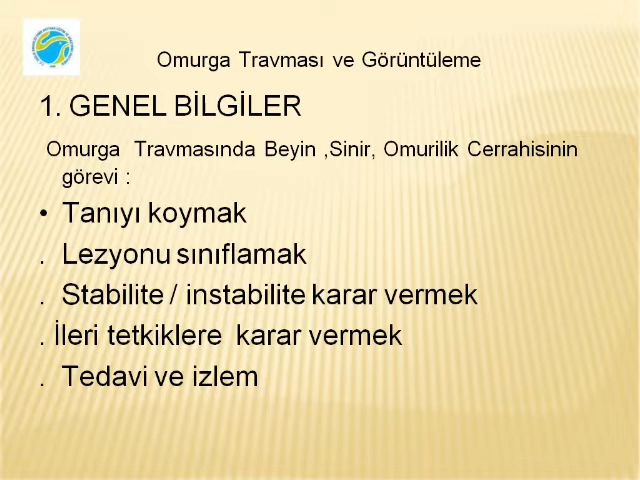 Omurga Travması ve Görüntüleme
1. GENEL BİLGİLER
Omurga Travmasında Beyin ,Sinir, Omurilik Cerrahisinin
görevi :
• Tanıyı koymak
. Lezyonu sınıflamak
. Stabilite / instabilite karar vermek
. İleri tetkiklere karar vermek
. Tedavi ve izlem